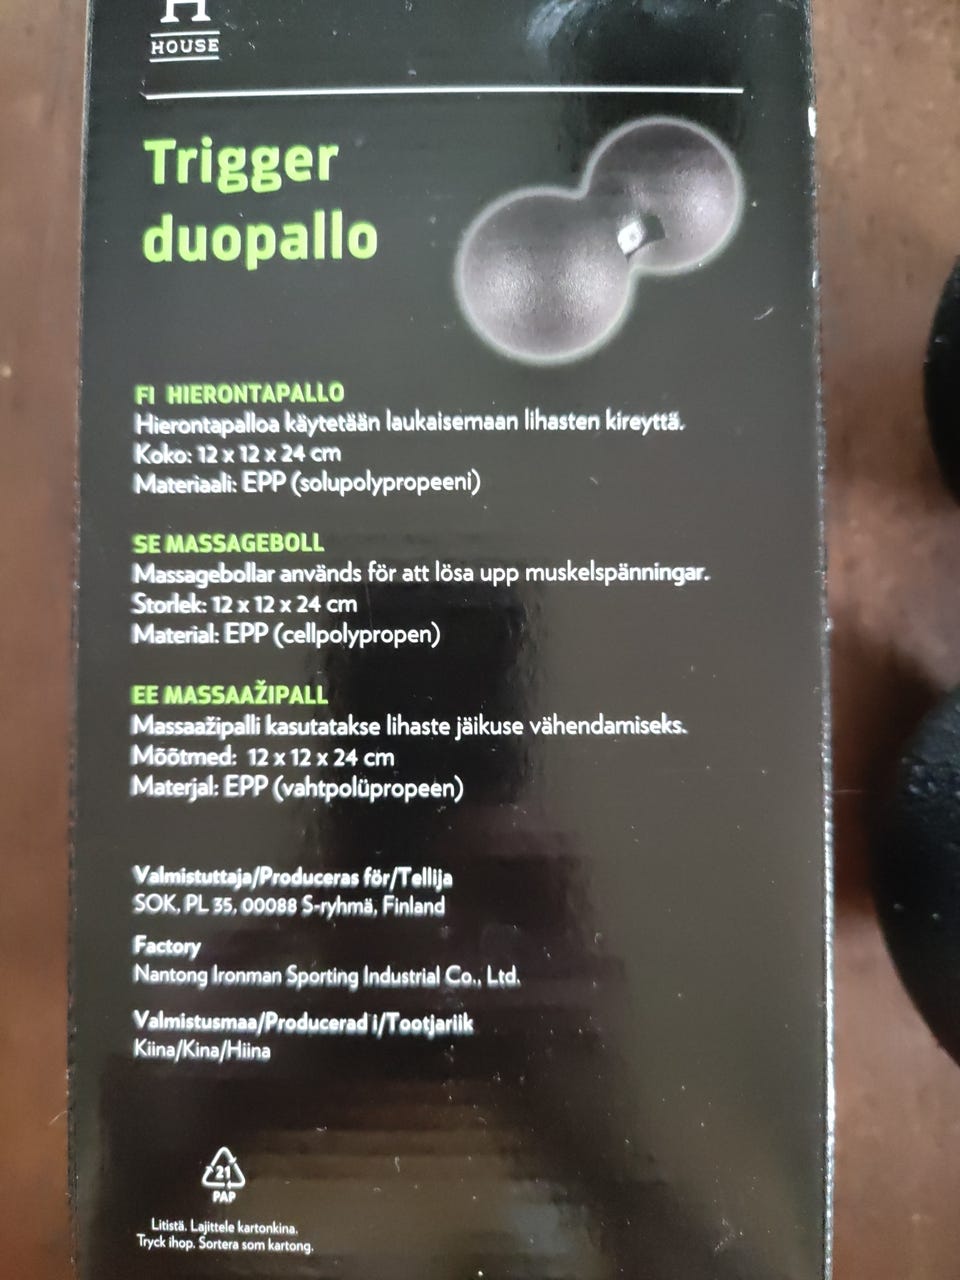 H
HOUSE
Trigger
duopallo
FI HIERONTAPALLO
Hierontapalloa käytetään laukaisemaan lihasten kireyttä.
Koko: 12 x 12 x 24 cm
Materiaali: EPP (solupolypropeeni)
SE MASSAGEBOLL
Massagebollar används för att lösa upp muskelspänningar.
Storlek: 12 x 12 x 24 cm
Material: EPP (cellpolypropen)
EE MASSAAŽIPALL
Massaažipalli kasutatakse lihaste jäikuse vähendamiseks.
Mõõtmed: 12 x 12 x 24 cm
Materjal: EPP (vahtpolüpropeen)
Valmistuttaja/Produceras för/Tellija
SOK, PL 35, 00088 S-ryhmä, Finland
Factory
Nantong Ironman Sporting Industrial Co., Ltd.
Valmistusmaa/Producerad i/Tootjariik
Kiina/Kina/Hiina
21
PAP
Litistä. Lajittele kartonkina.
Tryck ihop. Sortera som kartong.